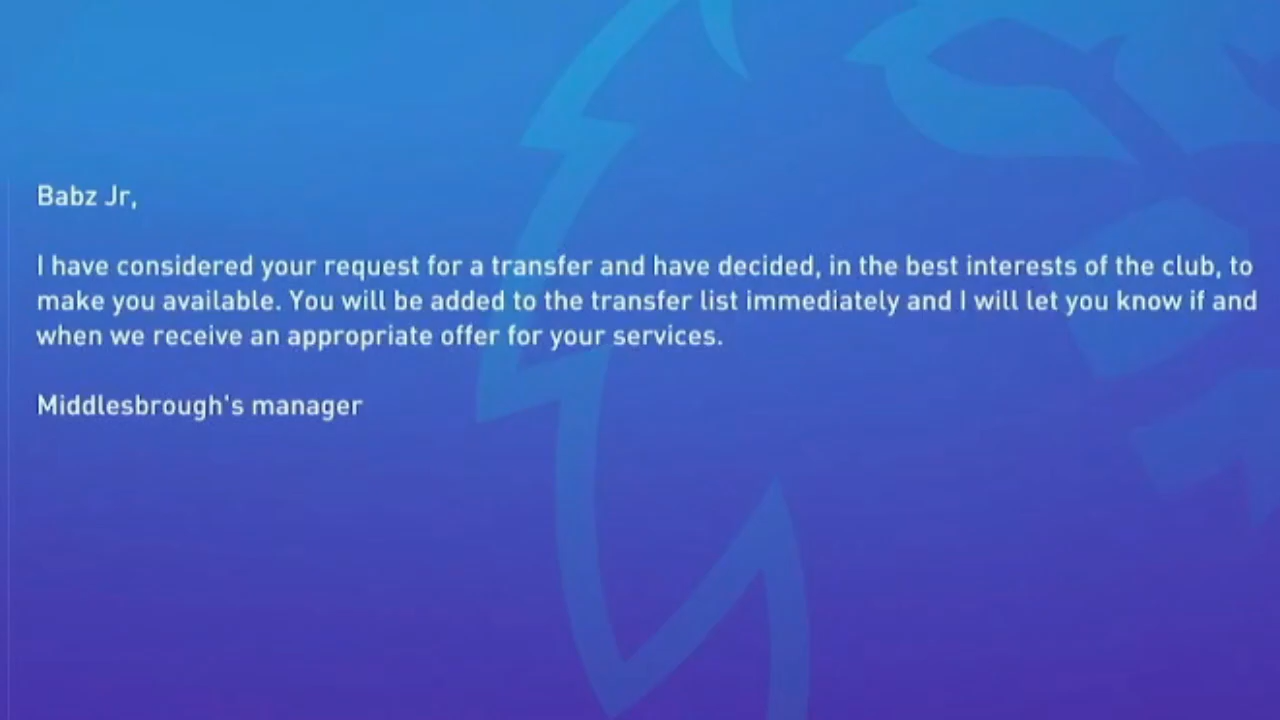 Babz Jr,
I have considered your request for a transfer and have decided, in the best interests of the club, to
make you available. You will be added to the transfer list immediately and I will let you know if and
when we receive an appropriate offer for your services.
Middlesbrough's manager